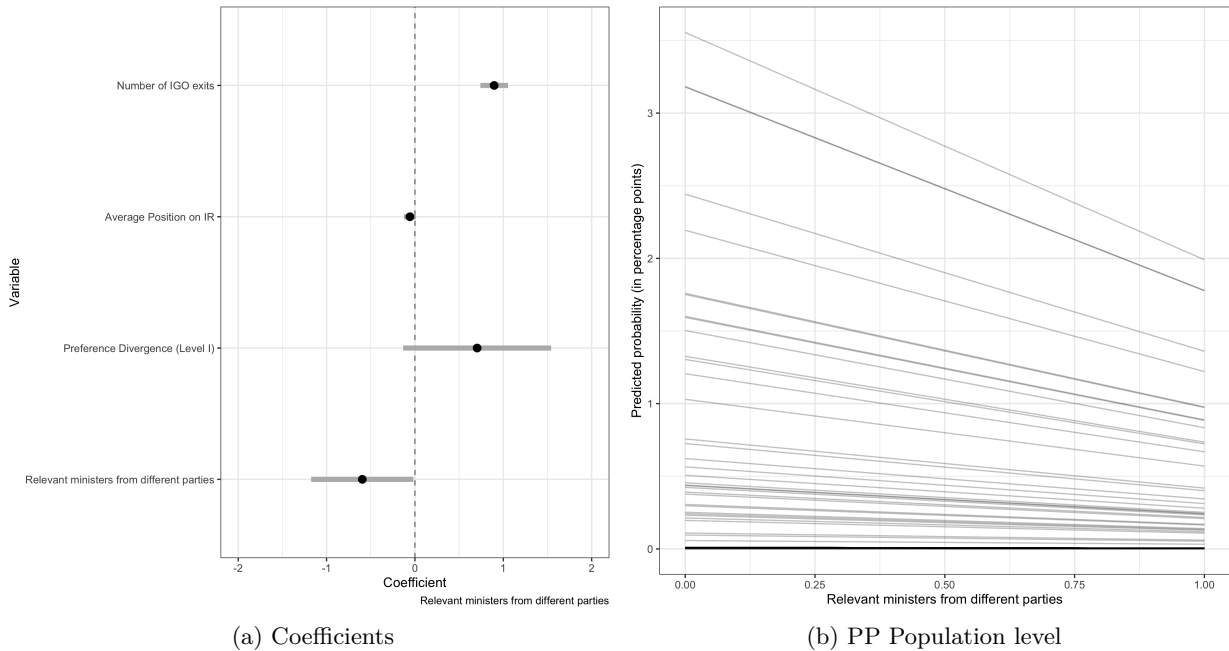 Variable
Number of IGO exits
Average Position on IR
Preference Divergence (Level I)
Relevant ministers from different parties
-2 -1 0 1 2
Coefficient
Relevant ministers from different parties
(a) Coefficients
Predicted probability (in percentage points)
3
2
1
0
0.00 0.25 0.50 0.75 1.00
Relevant ministers from different parties
(b) PP Population level